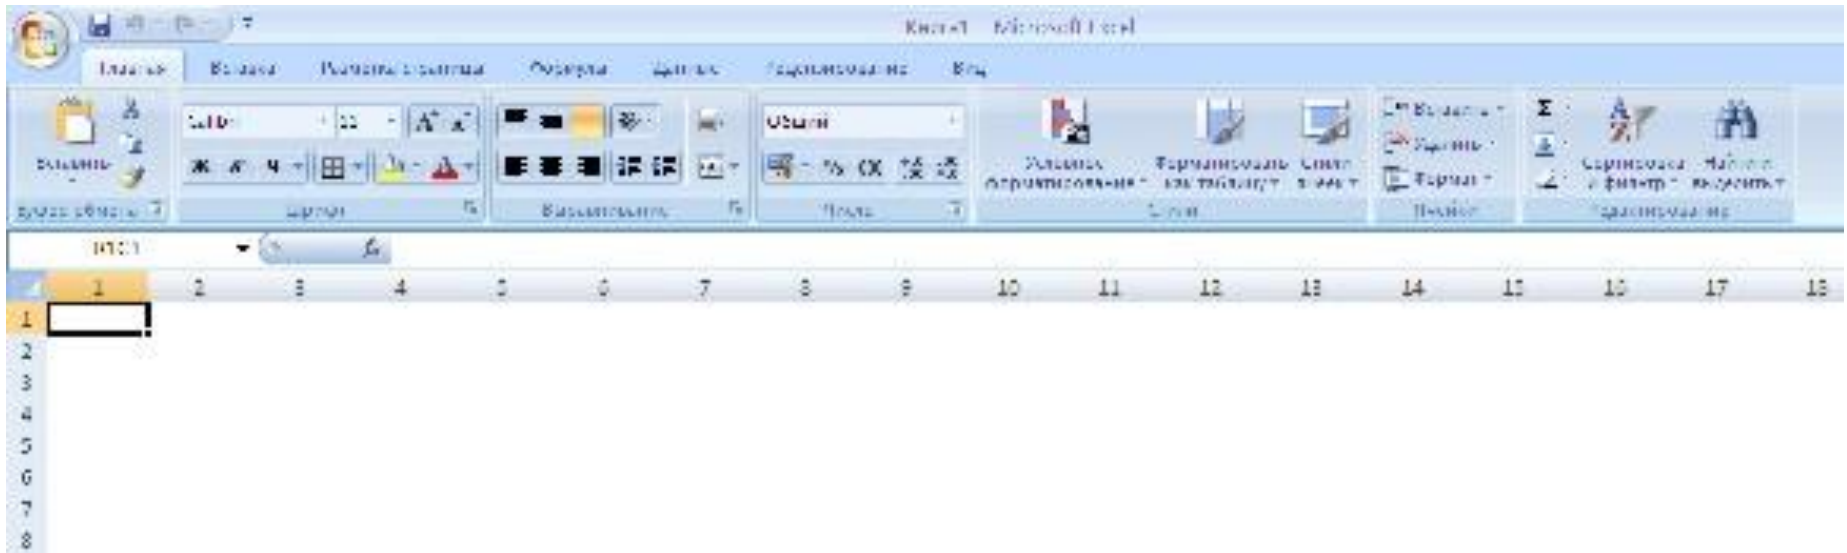 Книга1 Microsoft Excel
Главная Вставка Разметка страницы Формулы Данные Рецензирование Вид
Calibri 11 A A Общий
Вставить Ж К Ч % 000 Условное форматирование Форматировать как таблицу Стили ячеек Вставить Удалить Формат Σ Сортировка и фильтр Найти и выделить
Буфер обмена Шрифт Выравнивание Число Стили Ячейки Редактирование
R1C1 fx
1 2 3 4 5 6 7 8 9 10 11 12 13 14 15 16 17 18
1
2
3
4
5
6
7
8